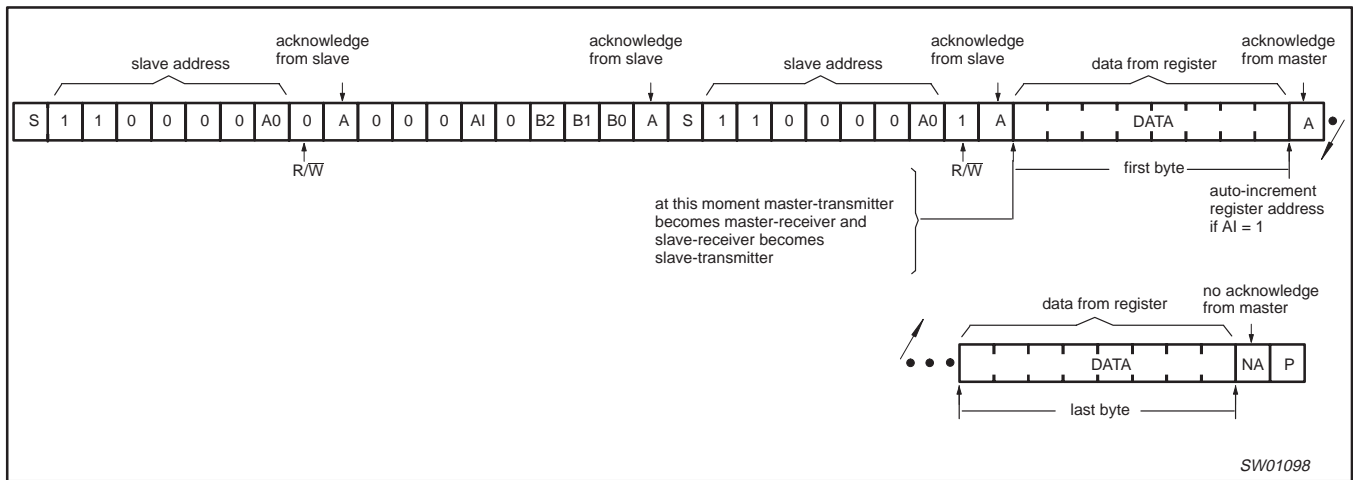 acknowledge
from slave
acknowledge
from slave
acknowledge
from slave
acknowledge
from master
slave address
slave address
data from register
S 1 1 0 0 0 0 A0 0 A 0 0 0 AI 0 B2 B1 B0 A S 1 1 0 0 0 0 A0 1 A DATA A
R/W̅
R/W̅
first byte
at this moment master-transmitter
becomes master-receiver and
slave-receiver becomes
slave-transmitter
auto-increment
register address
if AI = 1
data from register
no acknowledge
from master
DATA NA P
last byte
SW01098